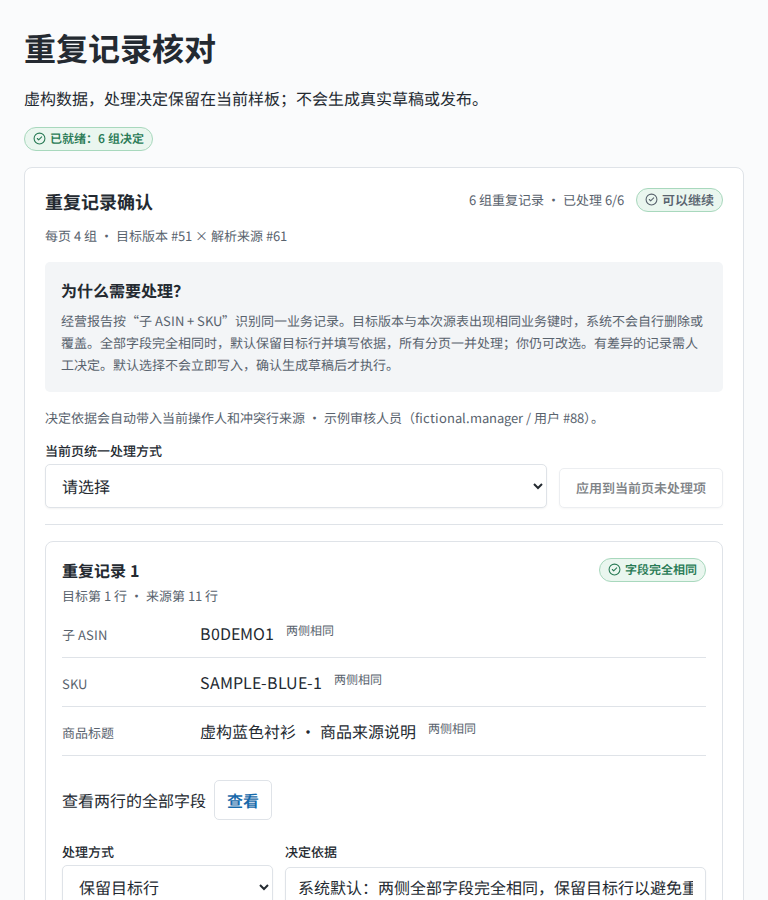 重复记录核对
虚构数据，处理决定保留在当前样板；不会生成真实草稿或发布。
已就绪：6 组决定
重复记录确认
6 组重复记录 • 已处理 6/6
可以继续
每页 4 组 • 目标版本 #51 × 解析来源 #61
为什么需要处理？
经营报告按“子 ASIN + SKU”识别同一业务记录。目标版本与本次源表出现相同业务键时，系统不会自行删除或
覆盖。全部字段完全相同时，默认保留目标行并填写依据，所有分页一并处理；你仍可改选。有差异的记录需人
工决定。默认选择不会立即写入，确认生成草稿后才执行。
决定依据会自动带入当前操作人和冲突行来源 • 示例审核人员（fictional.manager / 用户 #88）。
当前页统一处理方式
请选择
应用到当前页未处理项
重复记录 1
字段完全相同
目标第 1 行 • 来源第 11 行
子 ASIN B0DEMO1 两侧相同
SKU SAMPLE-BLUE-1 两侧相同
商品标题 虚构蓝色衬衫 • 商品来源说明 两侧相同
查看两行的全部字段 查看
处理方式 决定依据
保留目标行 系统默认：两侧全部字段完全相同，保留目标行以避免重